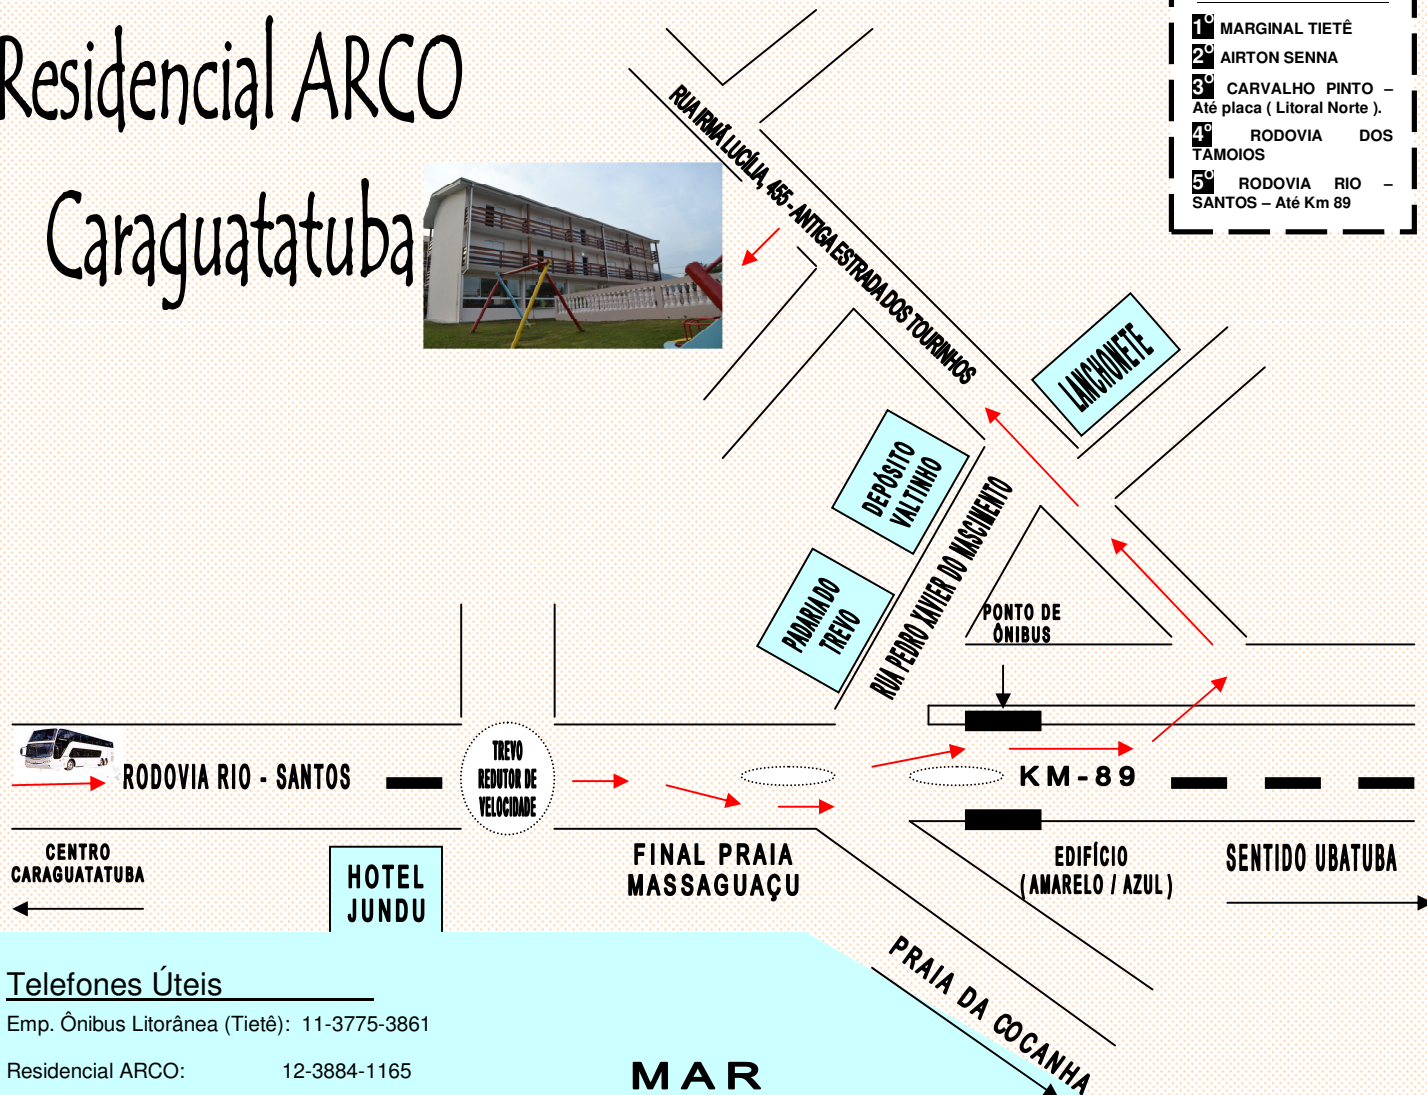 Residencial ARCO
Caraguatatuba
1º MARGINAL TIETÊ
2º AIRTON SENNA
3º CARVALHO PINTO –
Até placa ( Litoral Norte ).
4º RODOVIA DOS
TAMOIOS
5º RODOVIA RIO –
SANTOS – Até Km 89
RUA IRMÃ LUCÍLIA, 455 - ANTIGA ESTRADA DOS TOURINHOS
LANCHONETE
DEPÓSITO
VALTINHO
PADARIA DO
TREVO
RUA PEDRO XAVIER DO NASCIMENTO
PONTO DE
ÔNIBUS
RODOVIA RIO - SANTOS
TREVO
REDUTOR DE
VELOCIDADE
KM-89
CENTRO
CARAGUATATUBA
HOTEL
JUNDU
FINAL PRAIA
MASSAGUAÇU
EDIFÍCIO
(AMARELO / AZUL)
SENTIDO UBATUBA
PRAIA DA COCANHA
Telefones Úteis
Emp. Ônibus Litorânea (Tietê): 11-3775-3861
Residencial ARCO: 12-3884-1165
MAR